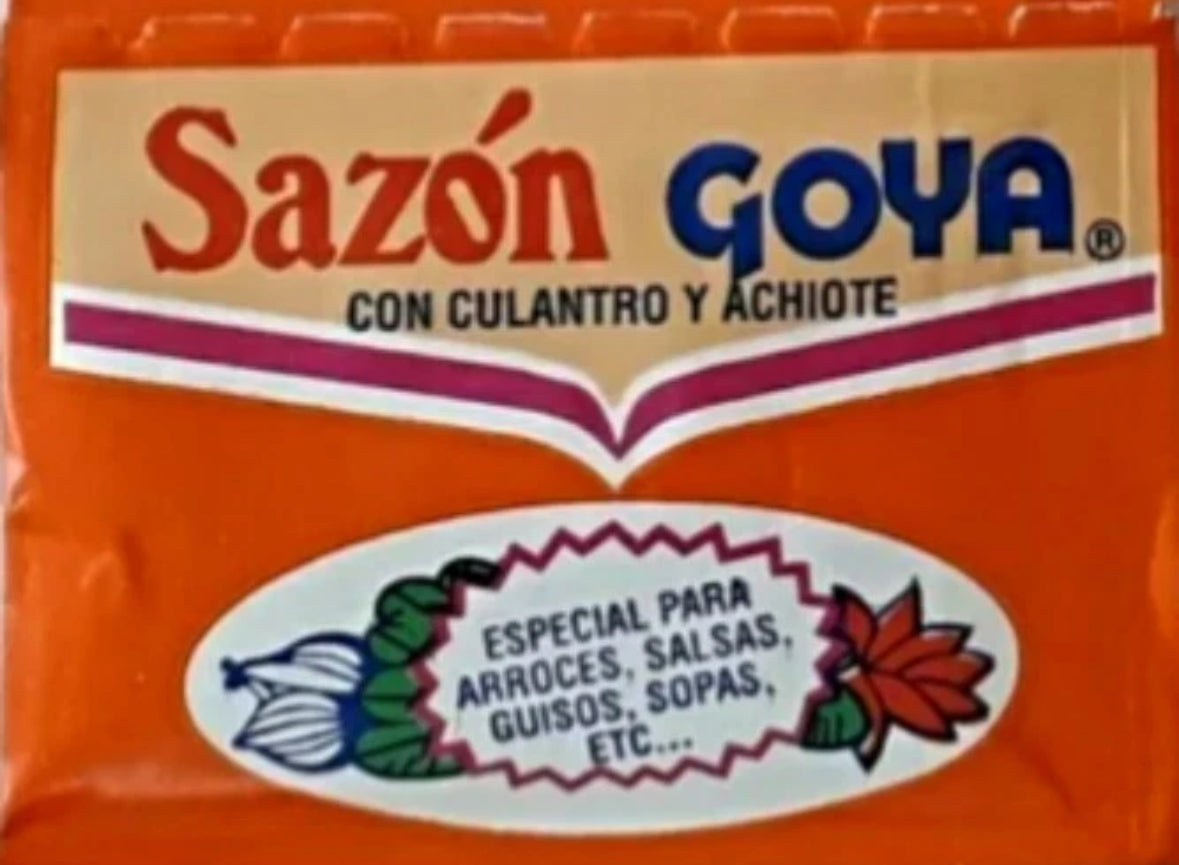 Sazón GOYA®
CON CULANTRO Y ACHIOTE
ESPECIAL PARA
ARROCES, SALSAS,
GUISOS, SOPAS,
ETC...